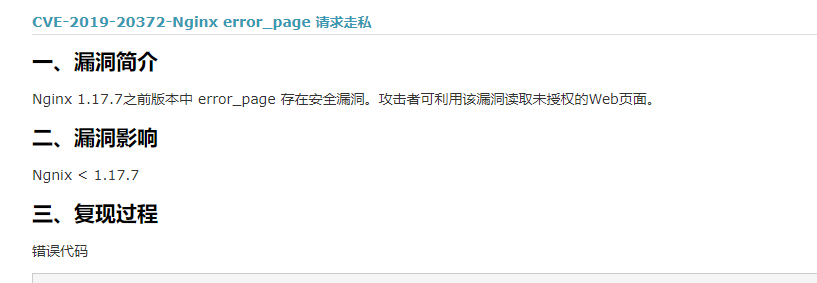 CVE-2019-20372-Nginx error_page 请求走私
一、漏洞简介
Nginx 1.17.7之前版本中 error_page 存在安全漏洞。攻击者可利用该漏洞读取未授权的Web页面。
二、漏洞影响
Ngnix < 1.17.7
三、复现过程
错误代码